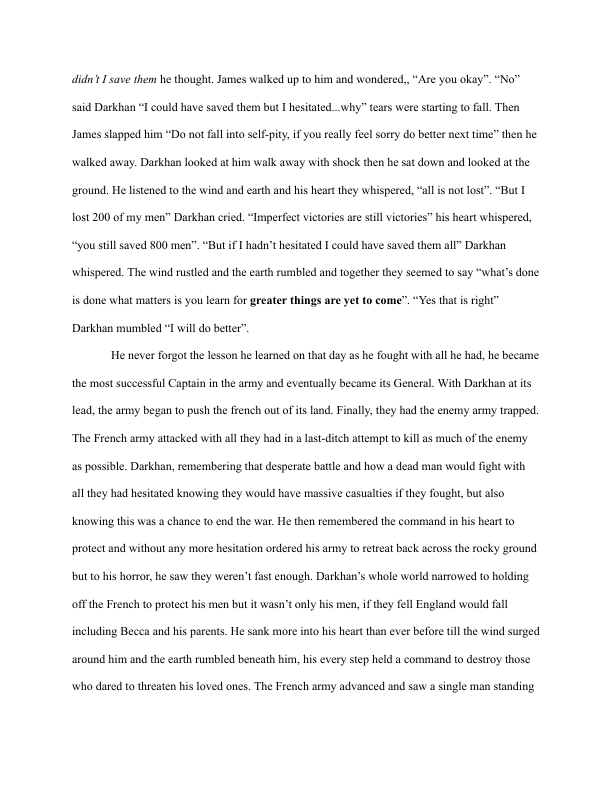 didn’t I save them he thought. James walked up to him and wondered,, “Are you okay”. “No”
said Darkhan “I could have saved them but I hesitated...why” tears were starting to fall. Then
James slapped him “Do not fall into self-pity, if you really feel sorry do better next time” then he
walked away. Darkhan looked at him walk away with shock then he sat down and looked at the
ground. He listened to the wind and earth and his heart they whispered, “all is not lost”. “But I
lost 200 of my men” Darkhan cried. “Imperfect victories are still victories” his heart whispered,
“you still saved 800 men”. “But if I hadn’t hesitated I could have saved them all” Darkhan
whispered. The wind rustled and the earth rumbled and together they seemed to say “what’s done
is done what matters is you learn for greater things are yet to come”. “Yes that is right”
Darkhan mumbled “I will do better”.
He never forgot the lesson he learned on that day as he fought with all he had, he became
the most successful Captain in the army and eventually became its General. With Darkhan at its
lead, the army began to push the french out of its land. Finally, they had the enemy army trapped.
The French army attacked with all they had in a last-ditch attempt to kill as much of the enemy
as possible. Darkhan, remembering that desperate battle and how a dead man would fight with
all they had hesitated knowing they would have massive casualties if they fought, but also
knowing this was a chance to end the war. He then remembered the command in his heart to
protect and without any more hesitation ordered his army to retreat back across the rocky ground
but to his horror, he saw they weren’t fast enough. Darkhan’s whole world narrowed to holding
off the French to protect his men but it wasn’t only his men, if they fell England would fall
including Becca and his parents. He sank more into his heart than ever before till the wind surged
around him and the earth rumbled beneath him, his every step held a command to destroy those
who dared to threaten his loved ones. The French army advanced and saw a single man standing